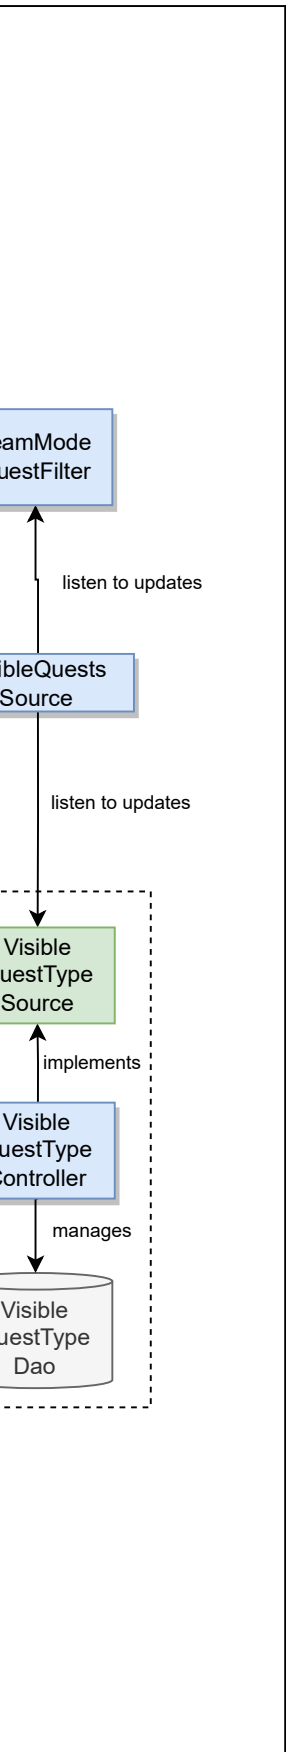 eamMode
uestFilter
listen to updates
ibleQuests
Source
listen to updates
Visible
uestType
Source
implements
Visible
uestType
ontroller
manages
Visible
uestType
Dao